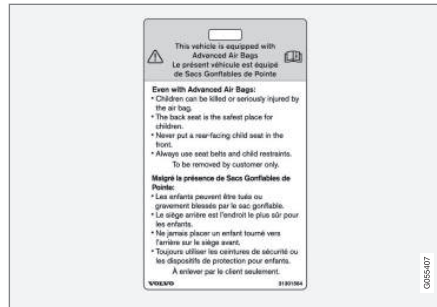 This vehicle is equipped with
Advanced Air Bags
Le présent véhicule est équipé
de Sacs Gonflables de Pointe
Even with Advanced Air Bags:
• Children can be killed or seriously injured by
the air bag.
• The back seat is the safest place for
children.
• Never put a rear-facing child seat in the
front.
• Always use seat belts and child restraints.
To be removed by customer only.
Malgré la présence de Sacs Gonflables de
Pointe:
• Les enfants peuvent être tués ou
gravement blessés par le sac gonflable.
• Le siège arrière est l'endroit le plus sûr pour
les enfants.
• Ne jamais placer un enfant tourné vers
l'arrière sur le siège avant.
• Toujours utiliser les ceintures de sécurité ou
les dispositifs de protection pour enfants.
À enlever par le client seulement.
VOLVO
G055407